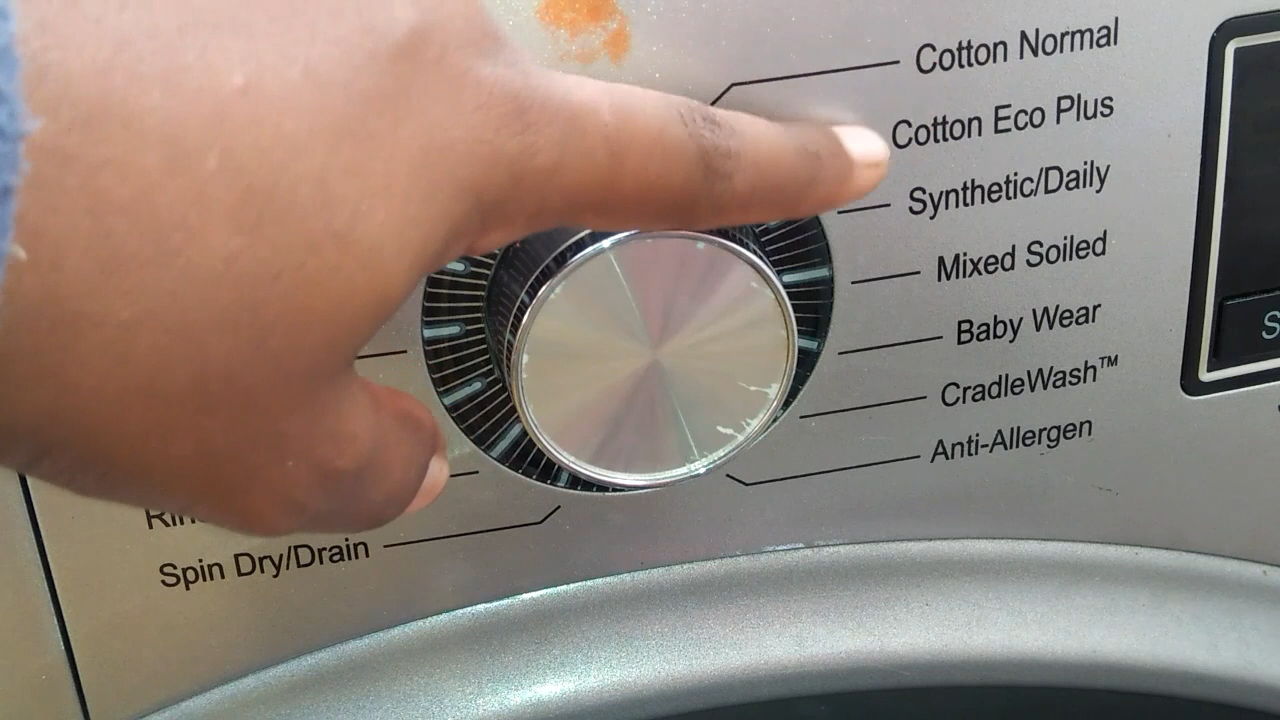 Cotton Normal
Cotton Eco Plus
Synthetic/Daily
Mixed Soiled
Baby Wear
CradleWash™
Anti-Allergen
Spin Dry/Drain